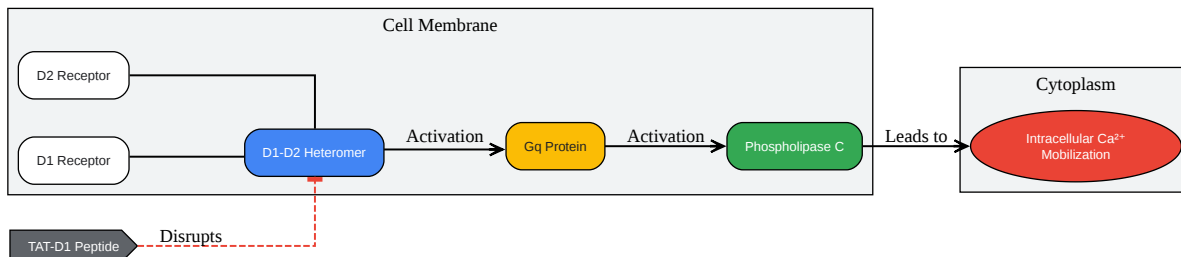 Cell Membrane
D2 Receptor
Cytoplasm
D1 Receptor
D1-D2 Heteromer
Activation
Gq Protein
Activation
Phospholipase C
Leads to
Intracellular Ca²⁺
Mobilization
TAT-D1 Peptide
Disrupts